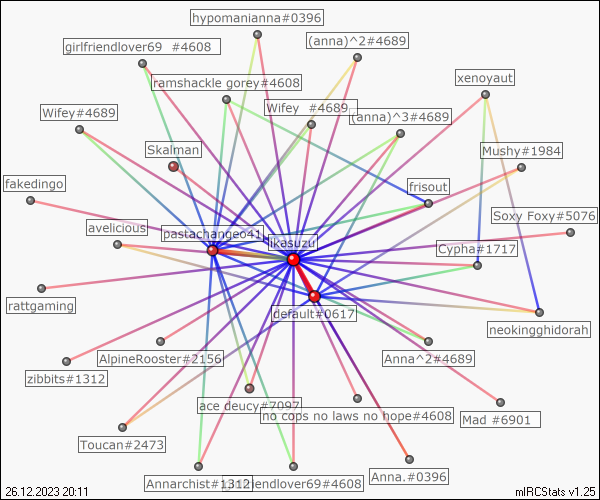 hypomanianna#0396
girlfriendlover69 #4608
(anna)^2#4689
xenoyaut
ramshackle gorey#4608
Wifey#4689
Wifey #4689
(anna)^3#4689
Skalman
Mushy#1984
fakedingo
frisout
Soxy Foxy#5076
avelicious
pastachangeo41
ikasuzu
Cypha#1717
rattgaming
default#0617
neokingghidorah
AlpineRooster#2156
Anna^2#4689
zibbits#1312
ace deucy#7097
no cops no laws no hope#4608
Mad #6901
Toucan#2473
Annarchist#1312
friendlover69#4608
Anna.#0396
26.12.2023 20:11
mIRCStats v1.25